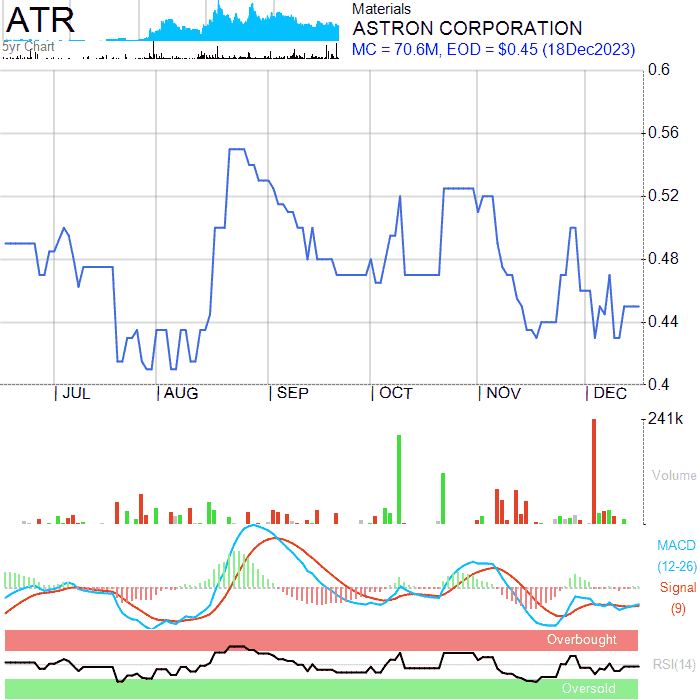 ATR
5yr Chart
Materials
ASTRON CORPORATION
MC = 70.6M, EOD = $0.45 (18Dec2023)
0.6
0.56
0.52
0.48
0.44
0.4
JUL AUG SEP OCT NOV DEC
241k
Volume
MACD
(12-26)
Signal
(9)
Overbought
RSI(14)
Oversold